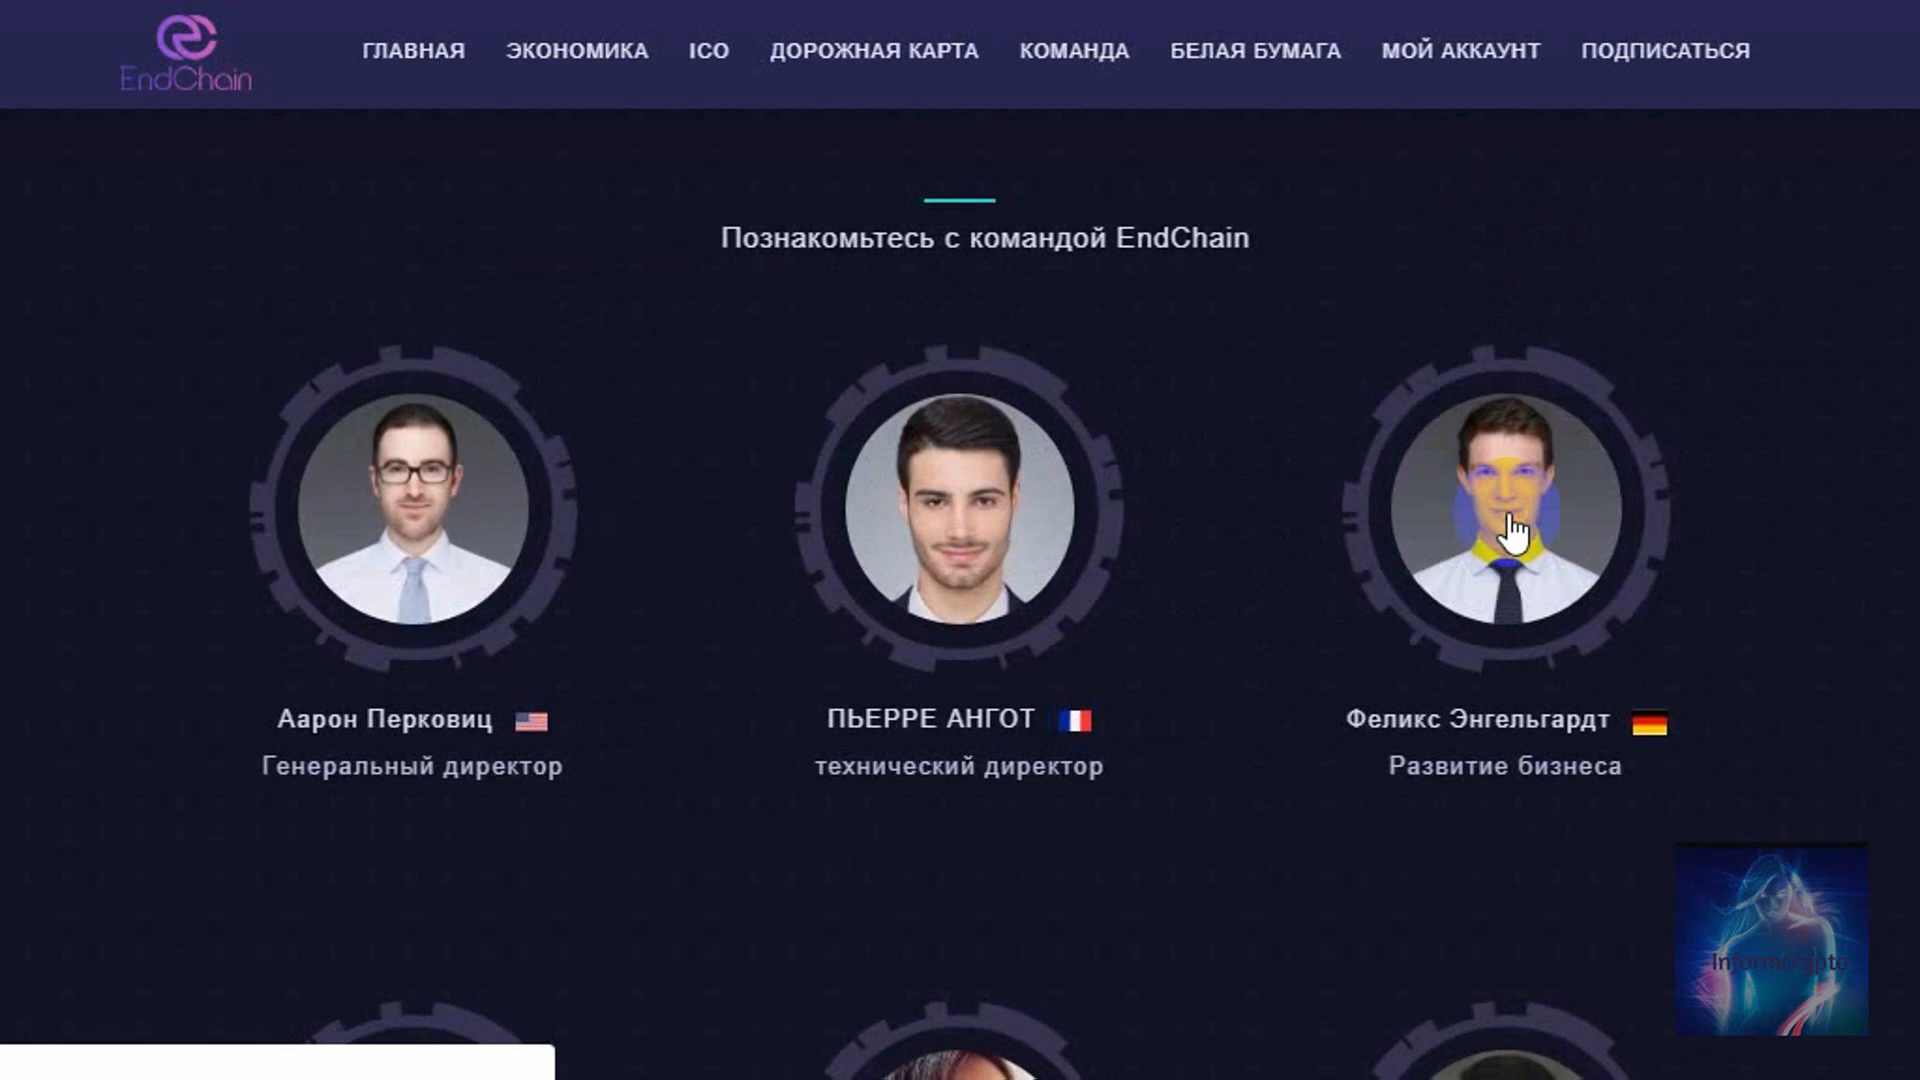 EndChain
ГЛАВНАЯ ЭКОНОМИКА ICO ДОРОЖНАЯ КАРТА КОМАНДА БЕЛАЯ БУМАГА МОЙ АККАУНТ ПОДПИСАТЬСЯ
Познакомьтесь с командой EndChain
Аарон Перковиц
Генеральный директор
ПЬЕРРЕ АНГОТ
технический директор
Феликс Энгельгардт
Развитие бизнеса
Informcrypto